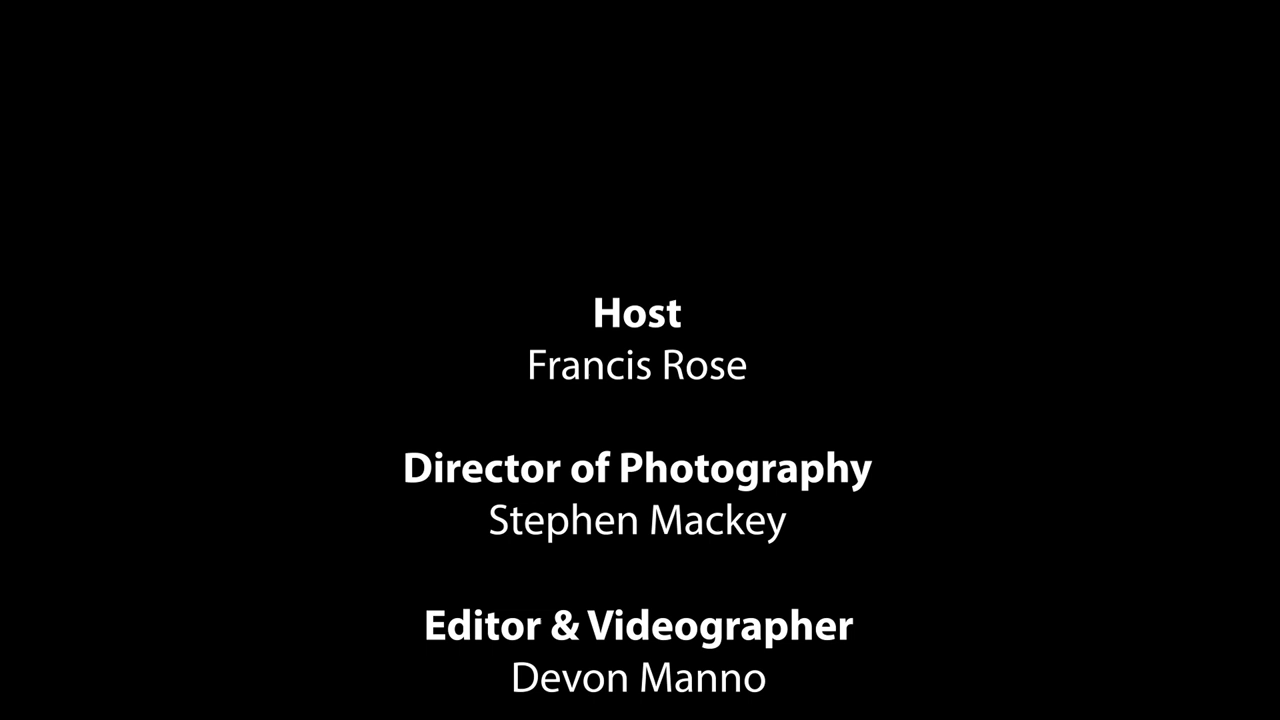 Host
Francis Rose
Director of Photography
Stephen Mackey
Editor & Videographer
Devon Manno